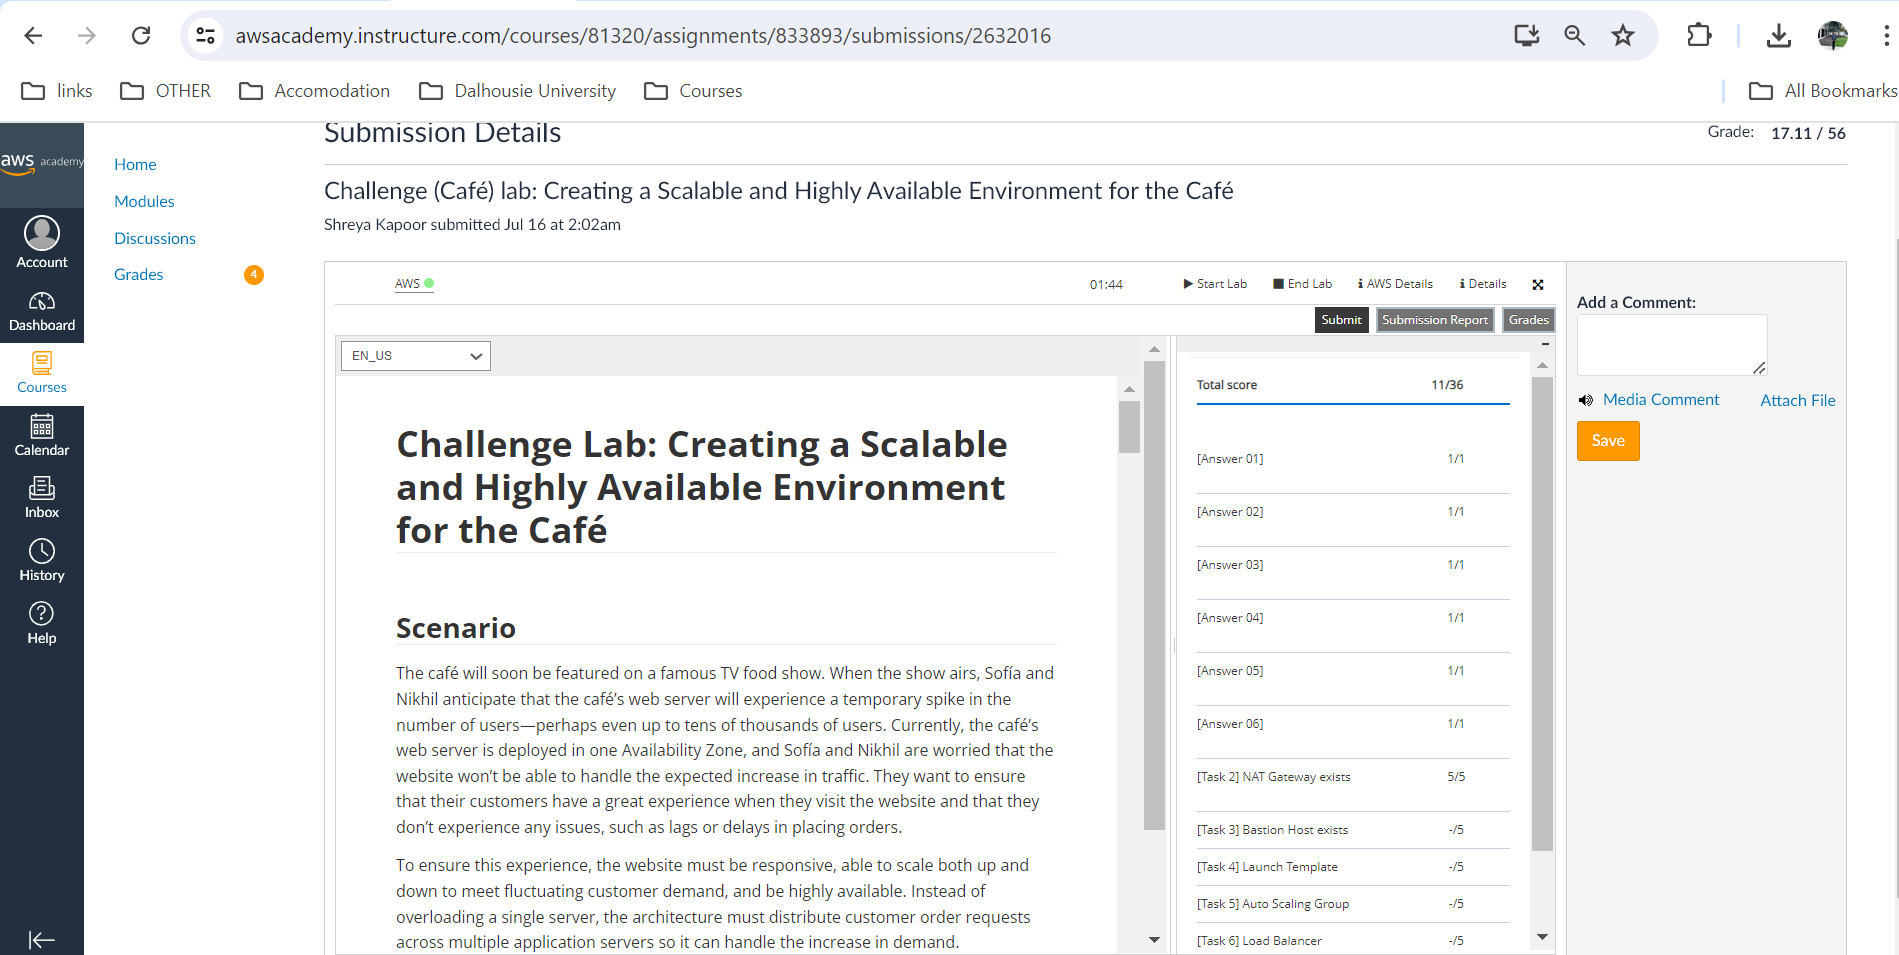 awsacademy.instructure.com/courses/81320/assignments/833893/submissions/2632016
links OTHER Accomodation Dalhousie University Courses All Bookmarks
aws academy
Account
Dashboard
Courses
Calendar
Inbox
History
Help
Home
Modules
Discussions
Grades 4
Submission Details
Grade: 17.11 / 56
Challenge (Café) lab: Creating a Scalable and Highly Available Environment for the Café
Shreya Kapoor submitted Jul 16 at 2:02am
AWS 01:44 Start Lab End Lab AWS Details Details
Submit Submission Report Grades
EN_US
Challenge Lab: Creating a Scalable
and Highly Available Environment
for the Café
Scenario
The café will soon be featured on a famous TV food show. When the show airs, Sofía and
Nikhil anticipate that the café’s web server will experience a temporary spike in the
number of users—perhaps even up to tens of thousands of users. Currently, the café’s
web server is deployed in one Availability Zone, and Sofía and Nikhil are worried that the
website won’t be able to handle the expected increase in traffic. They want to ensure
that their customers have a great experience when they visit the website and that they
don’t experience any issues, such as lags or delays in placing orders.
To ensure this experience, the website must be responsive, able to scale both up and
down to meet fluctuating customer demand, and be highly available. Instead of
overloading a single server, the architecture must distribute customer order requests
across multiple application servers so it can handle the increase in demand.
Total score 11/36
[Answer 01] 1/1
[Answer 02] 1/1
[Answer 03] 1/1
[Answer 04] 1/1
[Answer 05] 1/1
[Answer 06] 1/1
[Task 2] NAT Gateway exists 5/5
[Task 3] Bastion Host exists -/5
[Task 4] Launch Template -/5
[Task 5] Auto Scaling Group -/5
[Task 6] Load Balancer -/5
Add a Comment:
Media Comment Attach File
Save